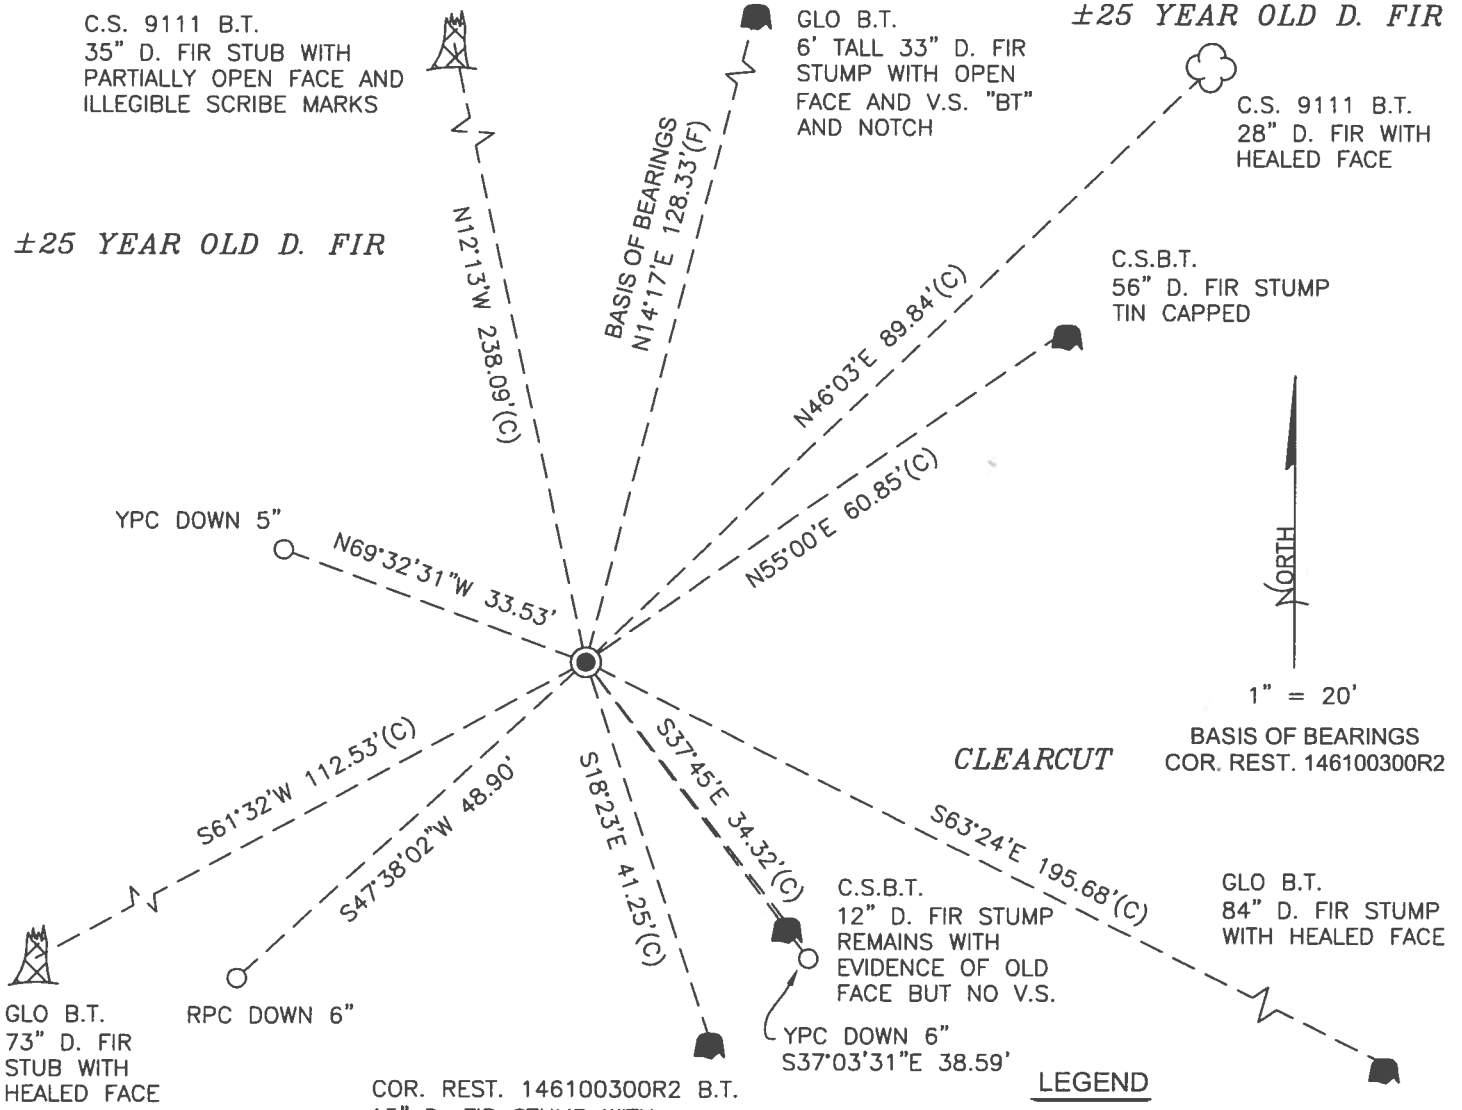 C.S. 9111 B.T.
35" D. FIR STUB WITH
PARTIALLY OPEN FACE AND
ILLEGIBLE SCRIBE MARKS
GLO B.T.
6' TALL 33" D. FIR
STUMP WITH OPEN
FACE AND V.S. "BT"
AND NOTCH
±25 YEAR OLD D. FIR
C.S. 9111 B.T.
28" D. FIR WITH
HEALED FACE
±25 YEAR OLD D. FIR
N12°13'W 238.09'(C)
BASIS OF BEARINGS
N14°17'E 128.33'(F)
N46°03'E 89.84'(C)
C.S.B.T.
56" D. FIR STUMP
TIN CAPPED
N55°00'E 60.85'(C)
YPC DOWN 5"
N69°32'31"W 33.53'
NORTH
1" = 20'
BASIS OF BEARINGS
COR. REST. 146100300R2
CLEARCUT
S61°32'W 112.53'(C)
S47°38'02"W 48.90'
S18°23'E 41.25'(C)
S37°45'E 34.32'(C)
S63°24'E 195.68'(C)
C.S.B.T.
12" D. FIR STUMP
REMAINS WITH
EVIDENCE OF OLD
FACE BUT NO V.S.
GLO B.T.
84" D. FIR STUMP
WITH HEALED FACE
GLO B.T.
73" D. FIR
STUB WITH
HEALED FACE
RPC DOWN 6"
YPC DOWN 6"
S37°03'31"E 38.59'
COR. REST. 146100300R2 B.T.
D. FIR STUMP WITH
LEGEND